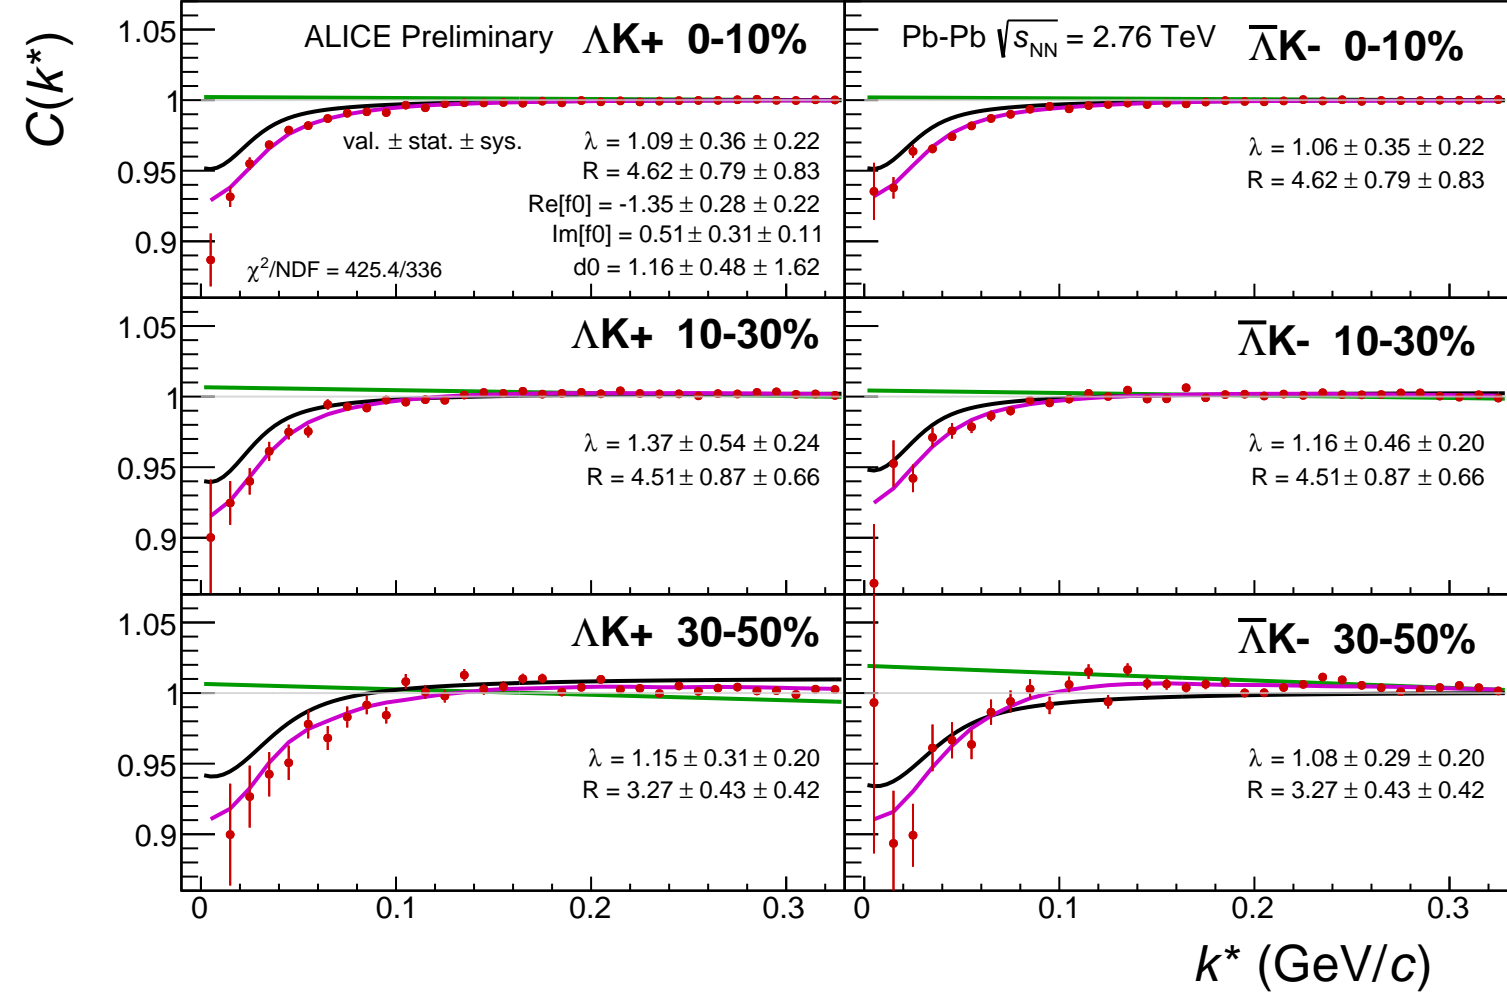 C(k*)
ALICE Preliminary ΛK+ 0-10%
val. ± stat. ± sys.
λ = 1.09 ± 0.36 ± 0.22
R = 4.62 ± 0.79 ± 0.83
Re[f0] = -1.35 ± 0.28 ± 0.22
Im[f0] = 0.51 ± 0.31 ± 0.11
d0 = 1.16 ± 0.48 ± 1.62
χ²/NDF = 425.4/336
1.05
1
0.95
0.9
Pb-Pb √sNN = 2.76 TeV Λ̅K- 0-10%
λ = 1.06 ± 0.35 ± 0.22
R = 4.62 ± 0.79 ± 0.83
ΛK+ 10-30%
λ = 1.37 ± 0.54 ± 0.24
R = 4.51 ± 0.87 ± 0.66
1.05
1
0.95
0.9
Λ̅K- 10-30%
λ = 1.16 ± 0.46 ± 0.20
R = 4.51 ± 0.87 ± 0.66
ΛK+ 30-50%
λ = 1.15 ± 0.31 ± 0.20
R = 3.27 ± 0.43 ± 0.42
1.05
1
0.95
0.9
Λ̅K- 30-50%
λ = 1.08 ± 0.29 ± 0.20
R = 3.27 ± 0.43 ± 0.42
0 0.1 0.2 0.3 0 0.1 0.2 0.3
k* (GeV/c)